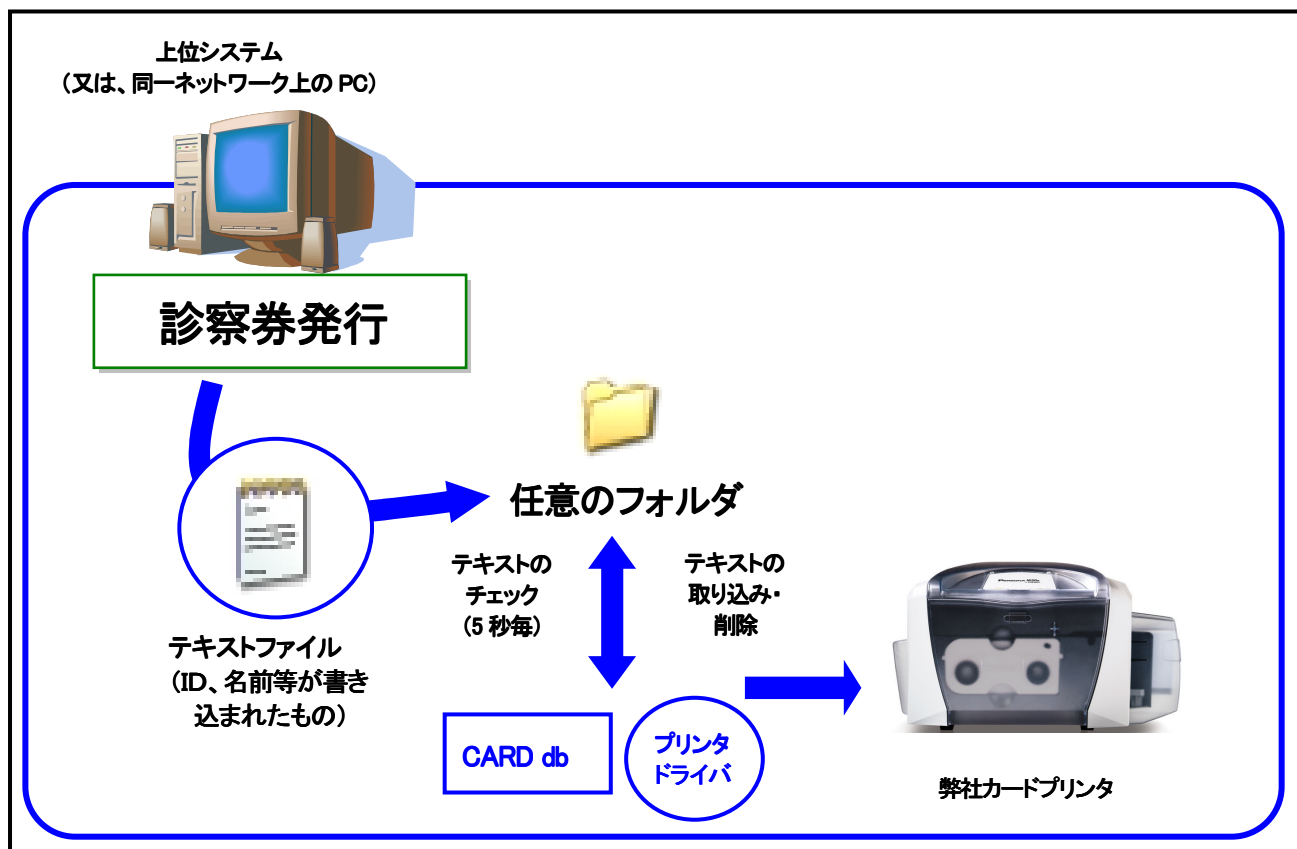 上位システム
(又は、同一ネットワーク上の PC)
診察券発行
任意のフォルダ
テキストの
チェック
(5 秒毎)
テキストの
取り込み・
削除
テキストファイル
(ID、名前等が書き
込まれたもの)
CARD db
プリンタ
ドライバ
弊社カードプリンタ